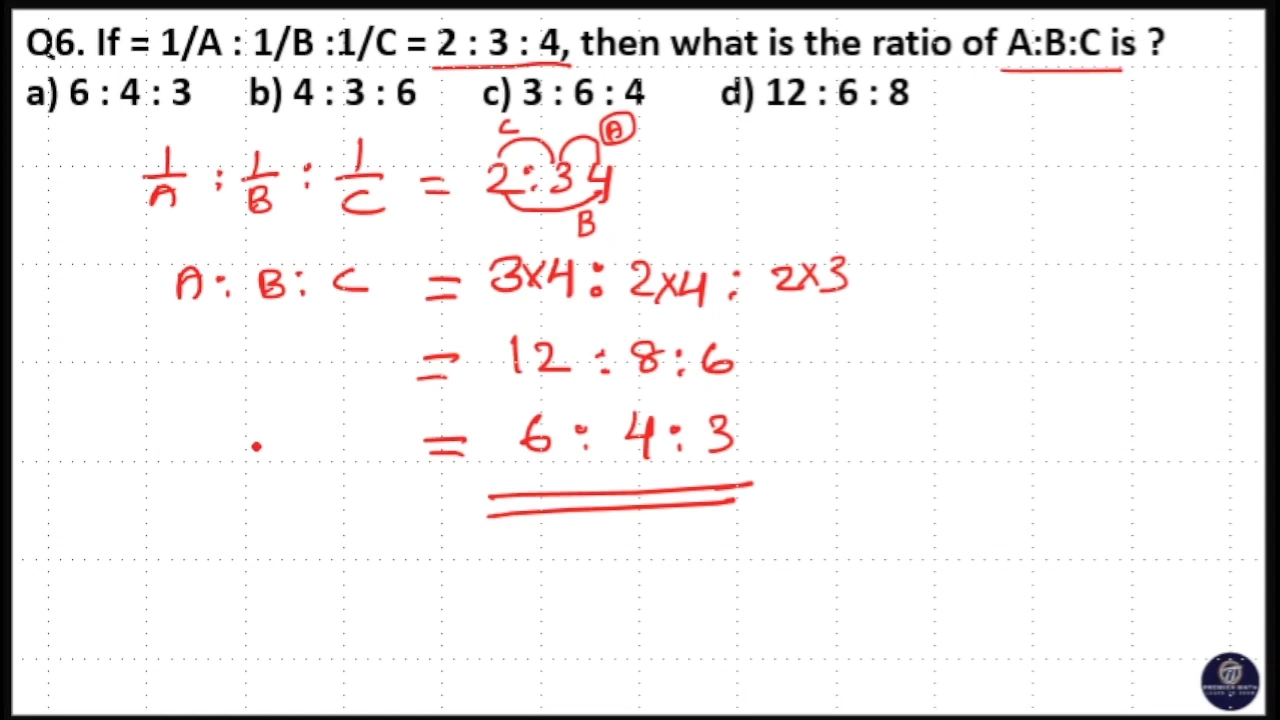 Q6. If = 1/A : 1/B :1/C = 2 : 3 : 4, then what is the ratio of A:B:C is ?
a) 6 : 4 : 3 b) 4 : 3 : 6 c) 3 : 6 : 4 d) 12 : 6 : 8
C A
1/A : 1/B : 1/C = 2 : 3 4
B
A : B : C = 3×4 : 2×4 : 2×3
= 12 : 8 : 6
= 6 : 4 : 3
PREMIER MATH